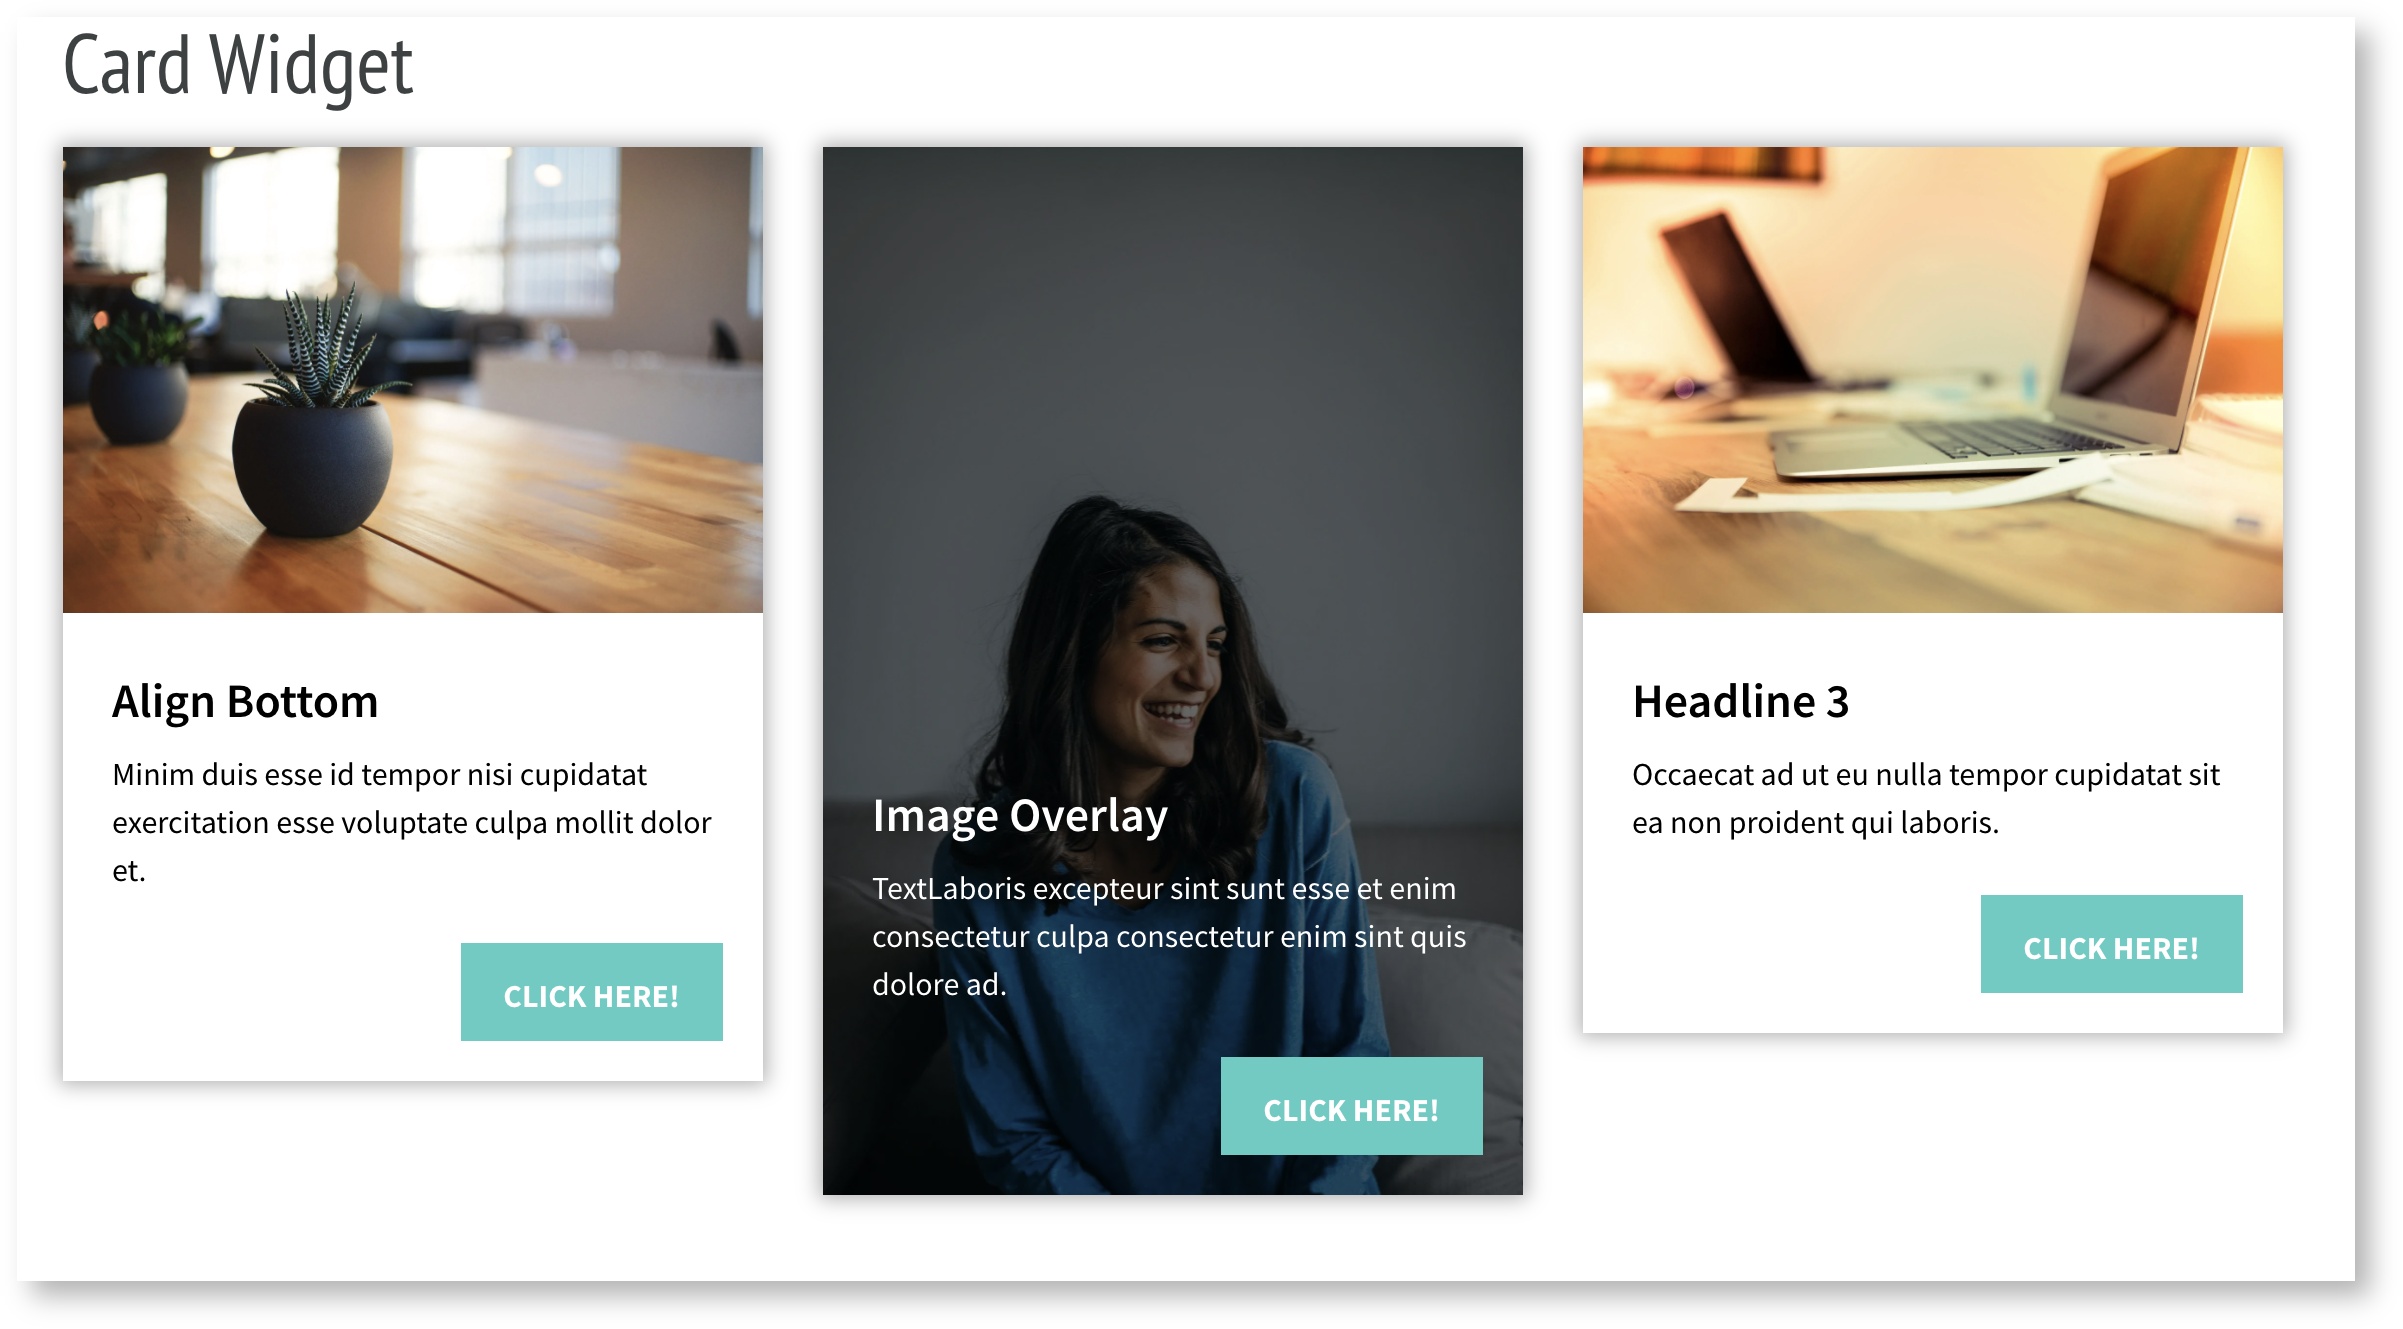 Card Widget
Align Bottom
Minim duis esse id tempor nisi cupidatat
exercitation esse voluptate culpa mollit dolor
et.
CLICK HERE!
Image Overlay
TextLaboris excepteur sint sunt esse et enim
consectetur culpa consectetur enim sint quis
dolore ad.
CLICK HERE!
Headline 3
Occaecat ad ut eu nulla tempor cupidatat sit
ea non proident qui laboris.
CLICK HERE!